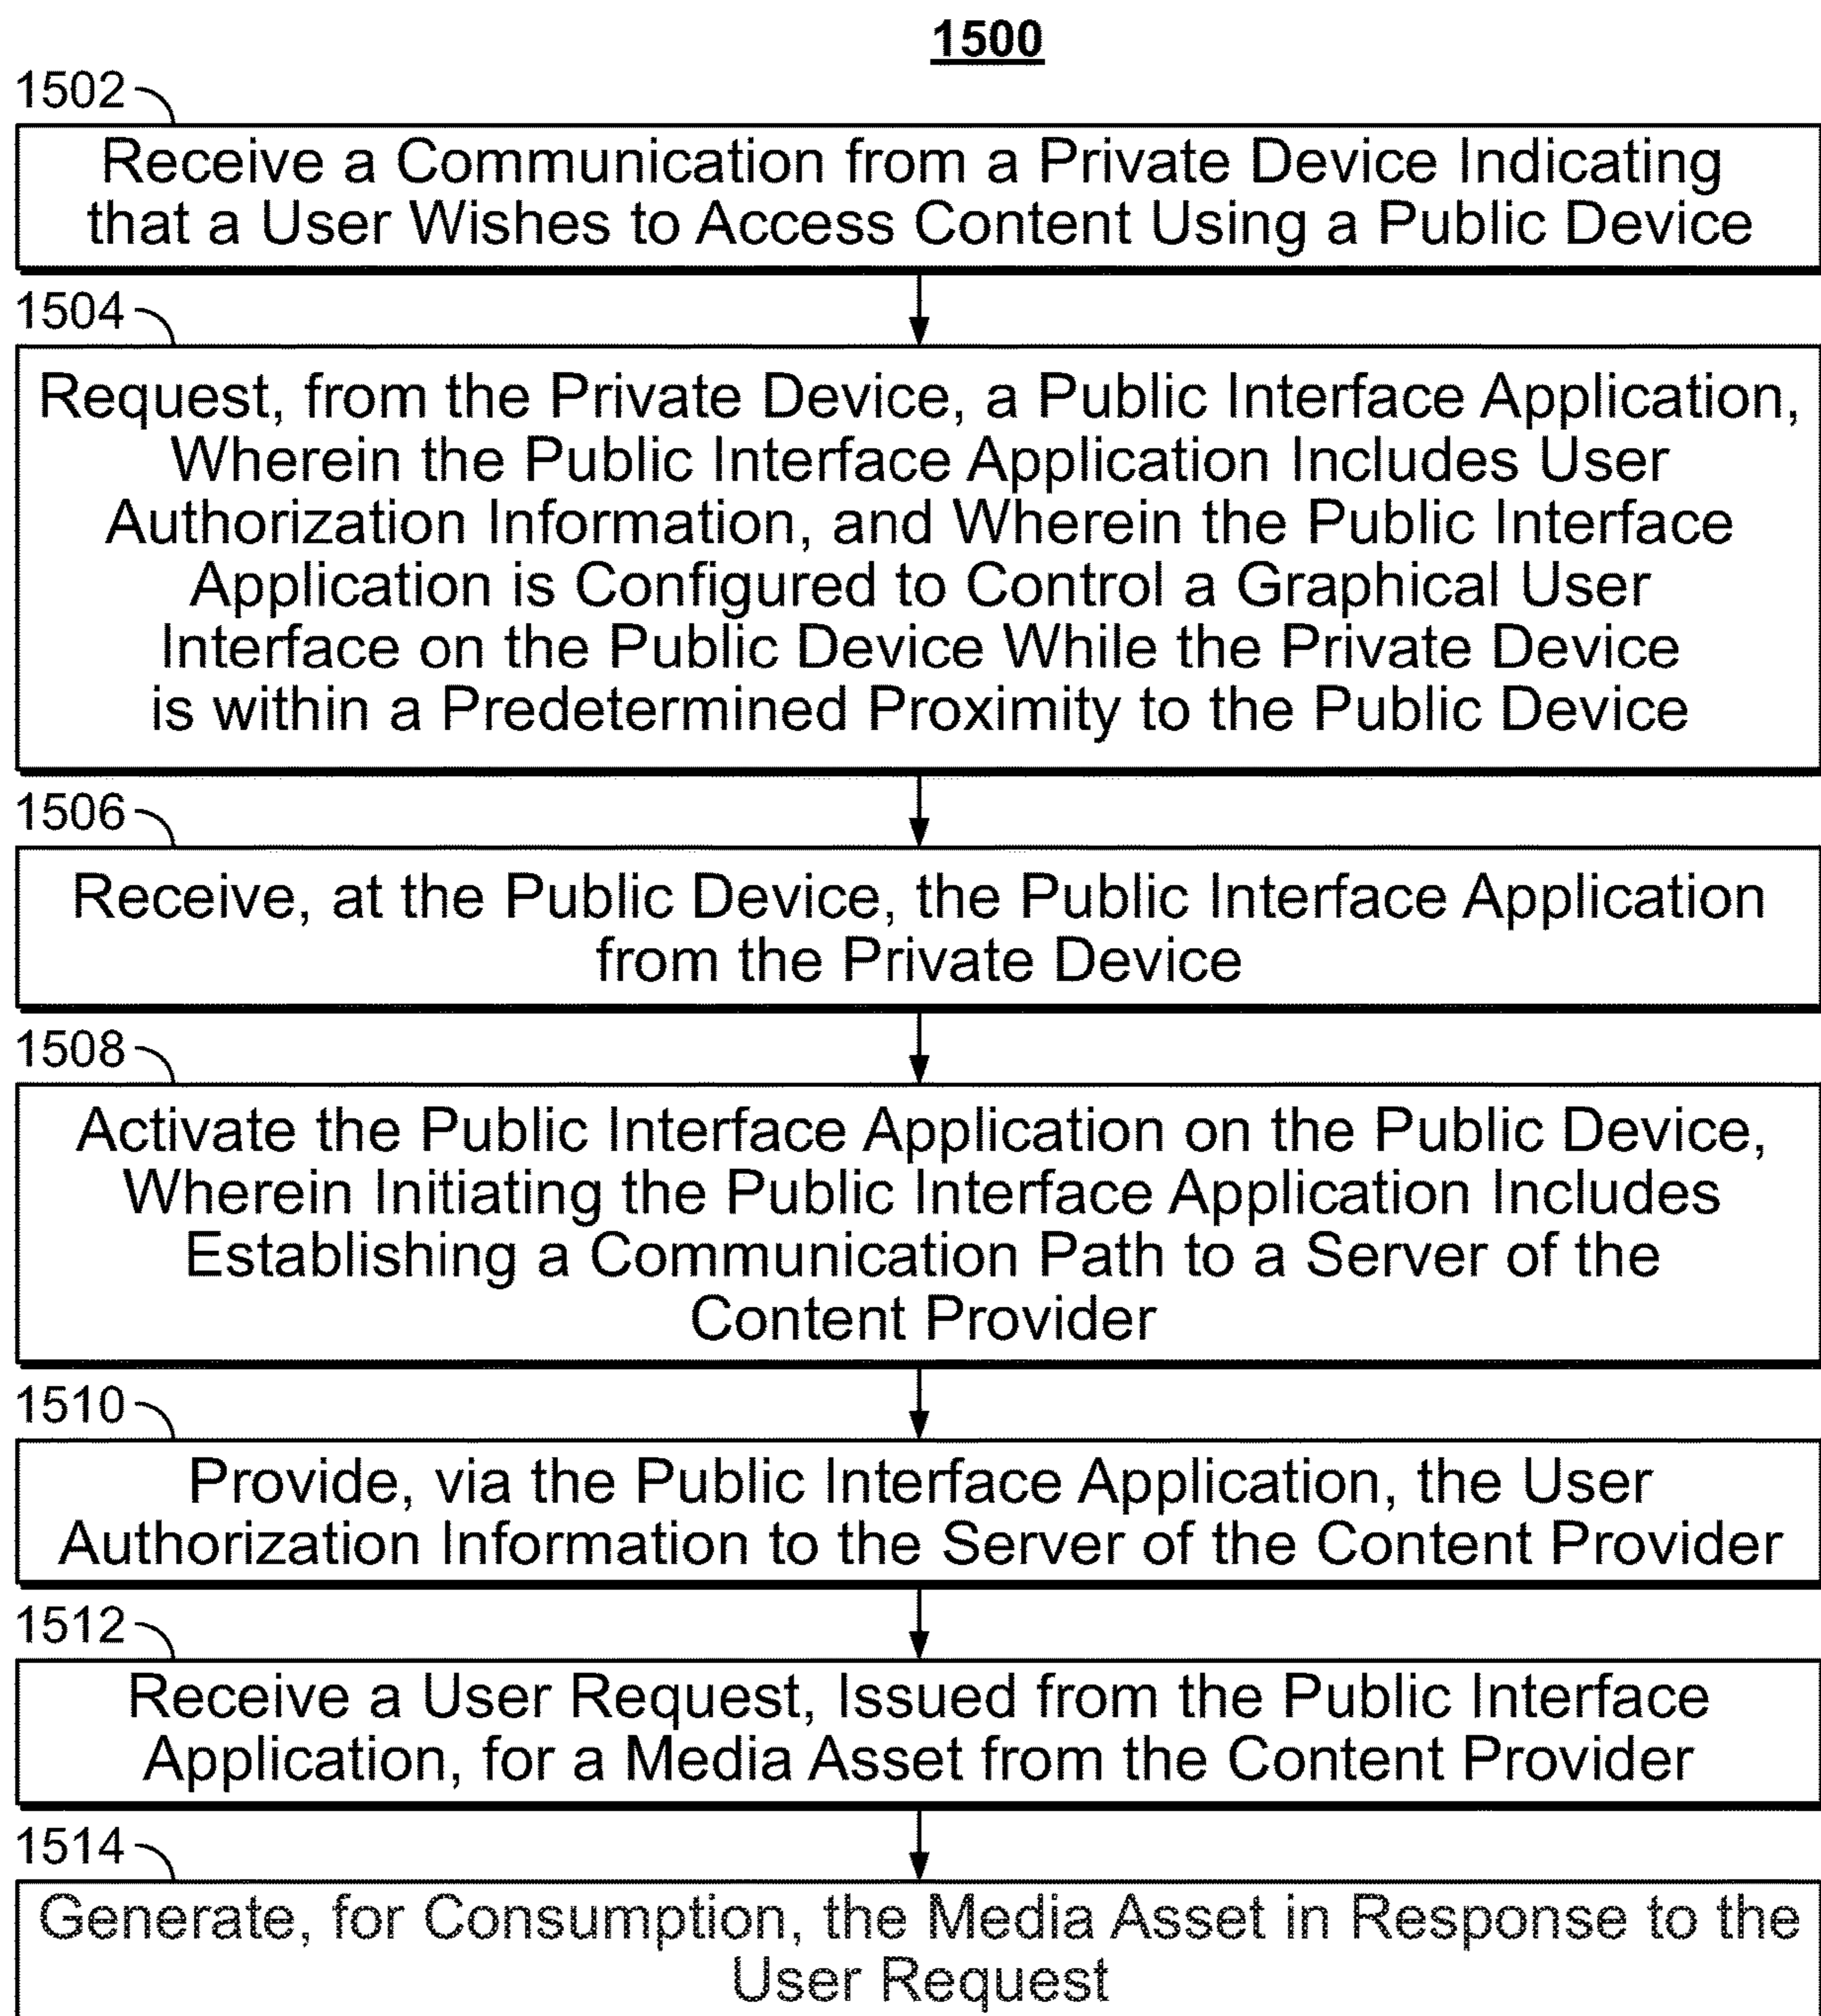 1500
1502
Receive a Communication from a Private Device Indicating
that a User Wishes to Access Content Using a Public Device
1504
Request, from the Private Device, a Public Interface Application,
Wherein the Public Interface Application Includes User
Authorization Information, and Wherein the Public Interface
Application is Configured to Control a Graphical User
Interface on the Public Device While the Private Device
is within a Predetermined Proximity to the Public Device
1506
Receive, at the Public Device, the Public Interface Application
from the Private Device
1508
Activate the Public Interface Application on the Public Device,
Wherein Initiating the Public Interface Application Includes
Establishing a Communication Path to a Server of the
Content Provider
1510
Provide, via the Public Interface Application, the User
Authorization Information to the Server of the Content Provider
1512
Receive a User Request, Issued from the Public Interface
Application, for a Media Asset from the Content Provider
1514
Generate, for Consumption, the Media Asset in Response to the
User Request